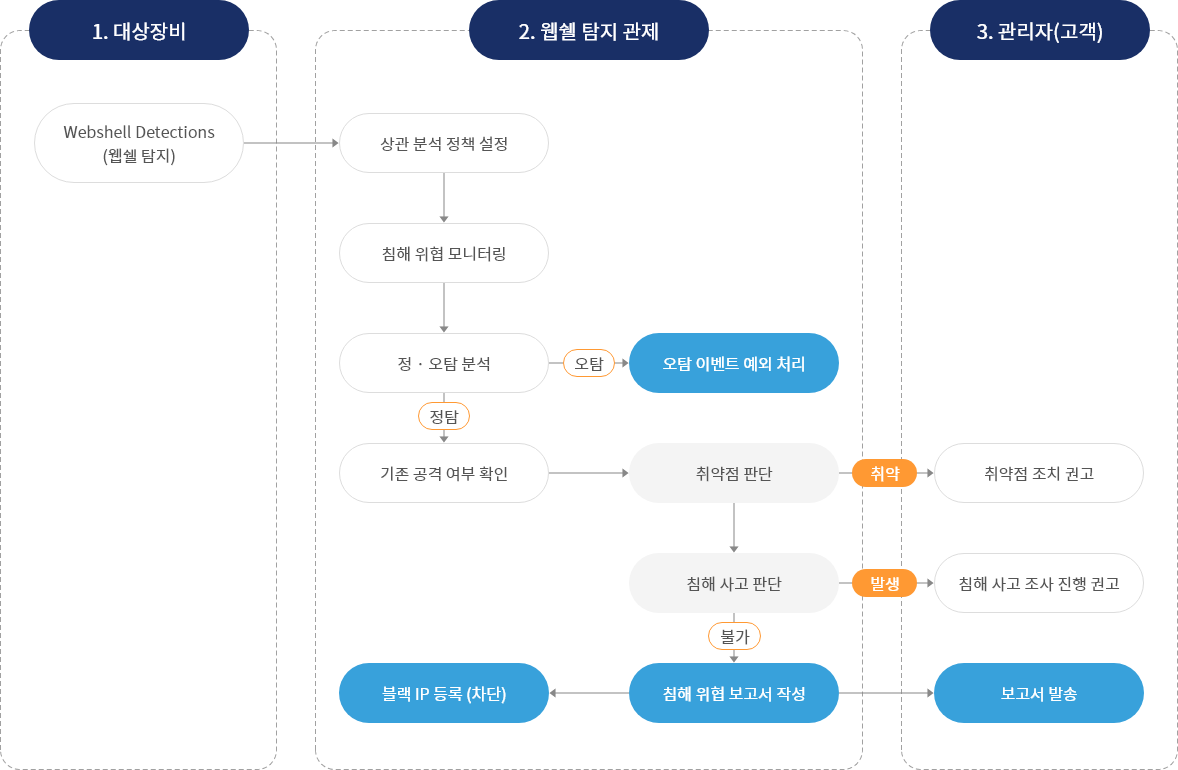 1. 대상장비
2. 웹쉘 탐지 관제
3. 관리자(고객)
Webshell Detections
(웹쉘 탐지)
상관 분석 정책 설정
침해 위협 모니터링
정 · 오탐 분석
오탐
오탐 이벤트 예외 처리
정탐
기존 공격 여부 확인
취약점 판단
취약
취약점 조치 권고
침해 사고 판단
발생
침해 사고 조사 진행 권고
불가
블랙 IP 등록 (차단)
침해 위협 보고서 작성
보고서 발송